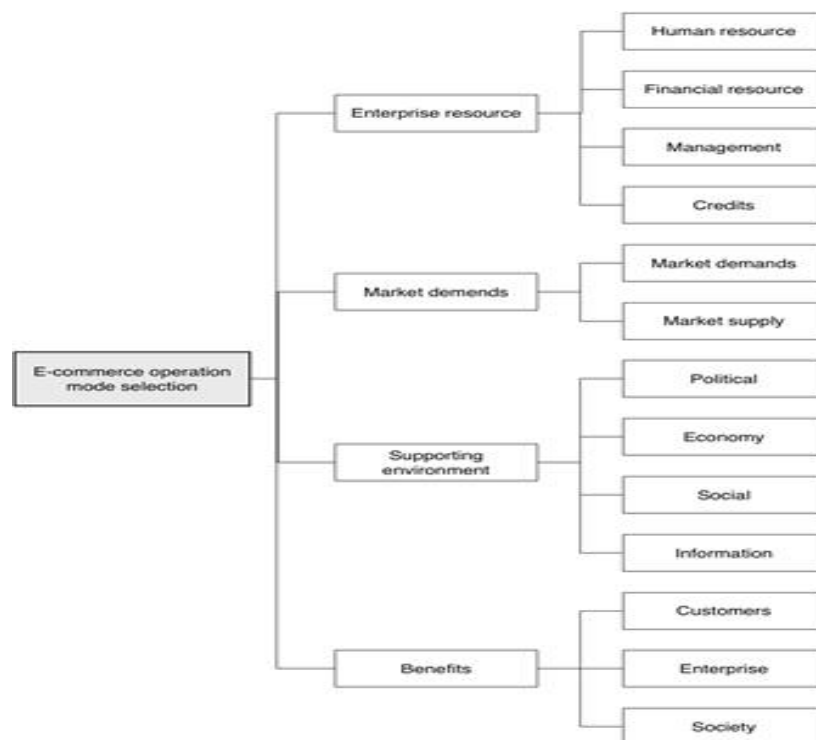 Human resource
Financial resource
Enterprise resource
Management
Credits
Market demands
Market demends
Market supply
E-commerce operation
mode selection
Political
Economy
Supporting
environment
Social
Information
Customers
Benefits
Enterprise
Society